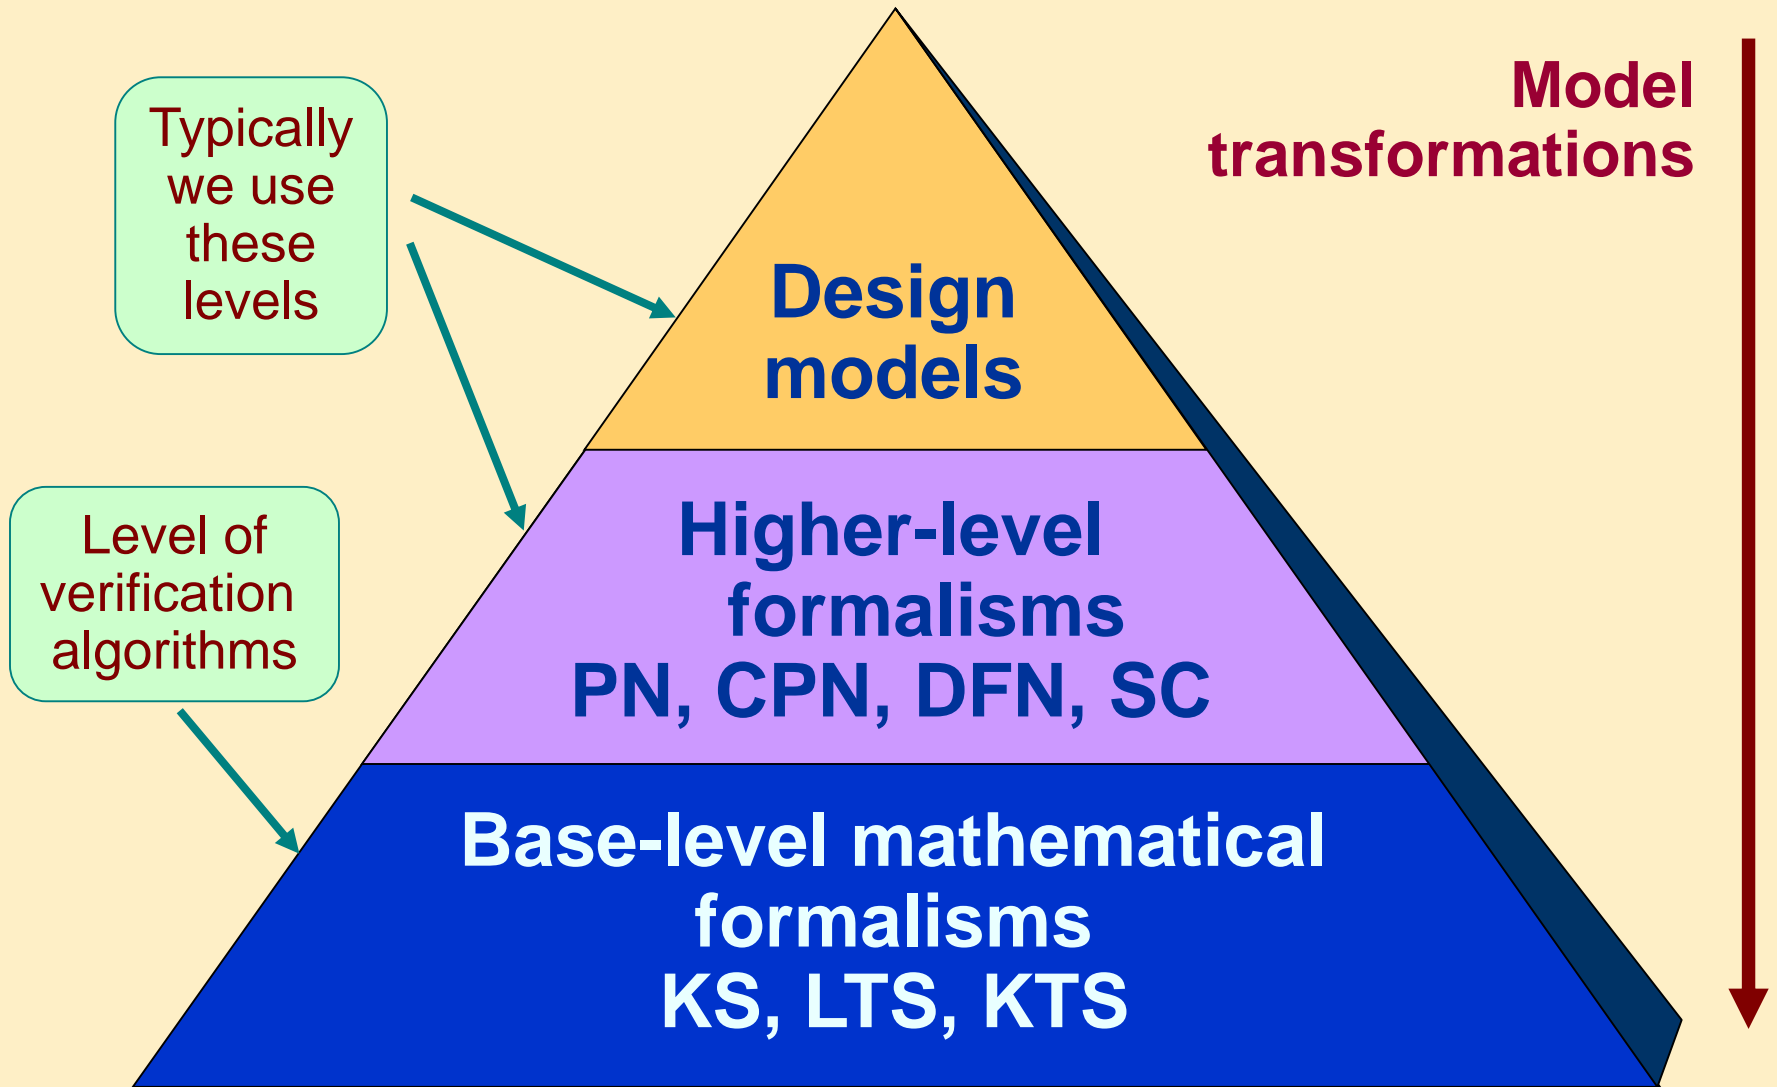 Model
transformations
Typically
we use
these
levels
Design
models
Level of
verification
algorithms
Higher-level
formalisms
PN, CPN, DFN, SC
Base-level mathematical
formalisms
KS, LTS, KTS